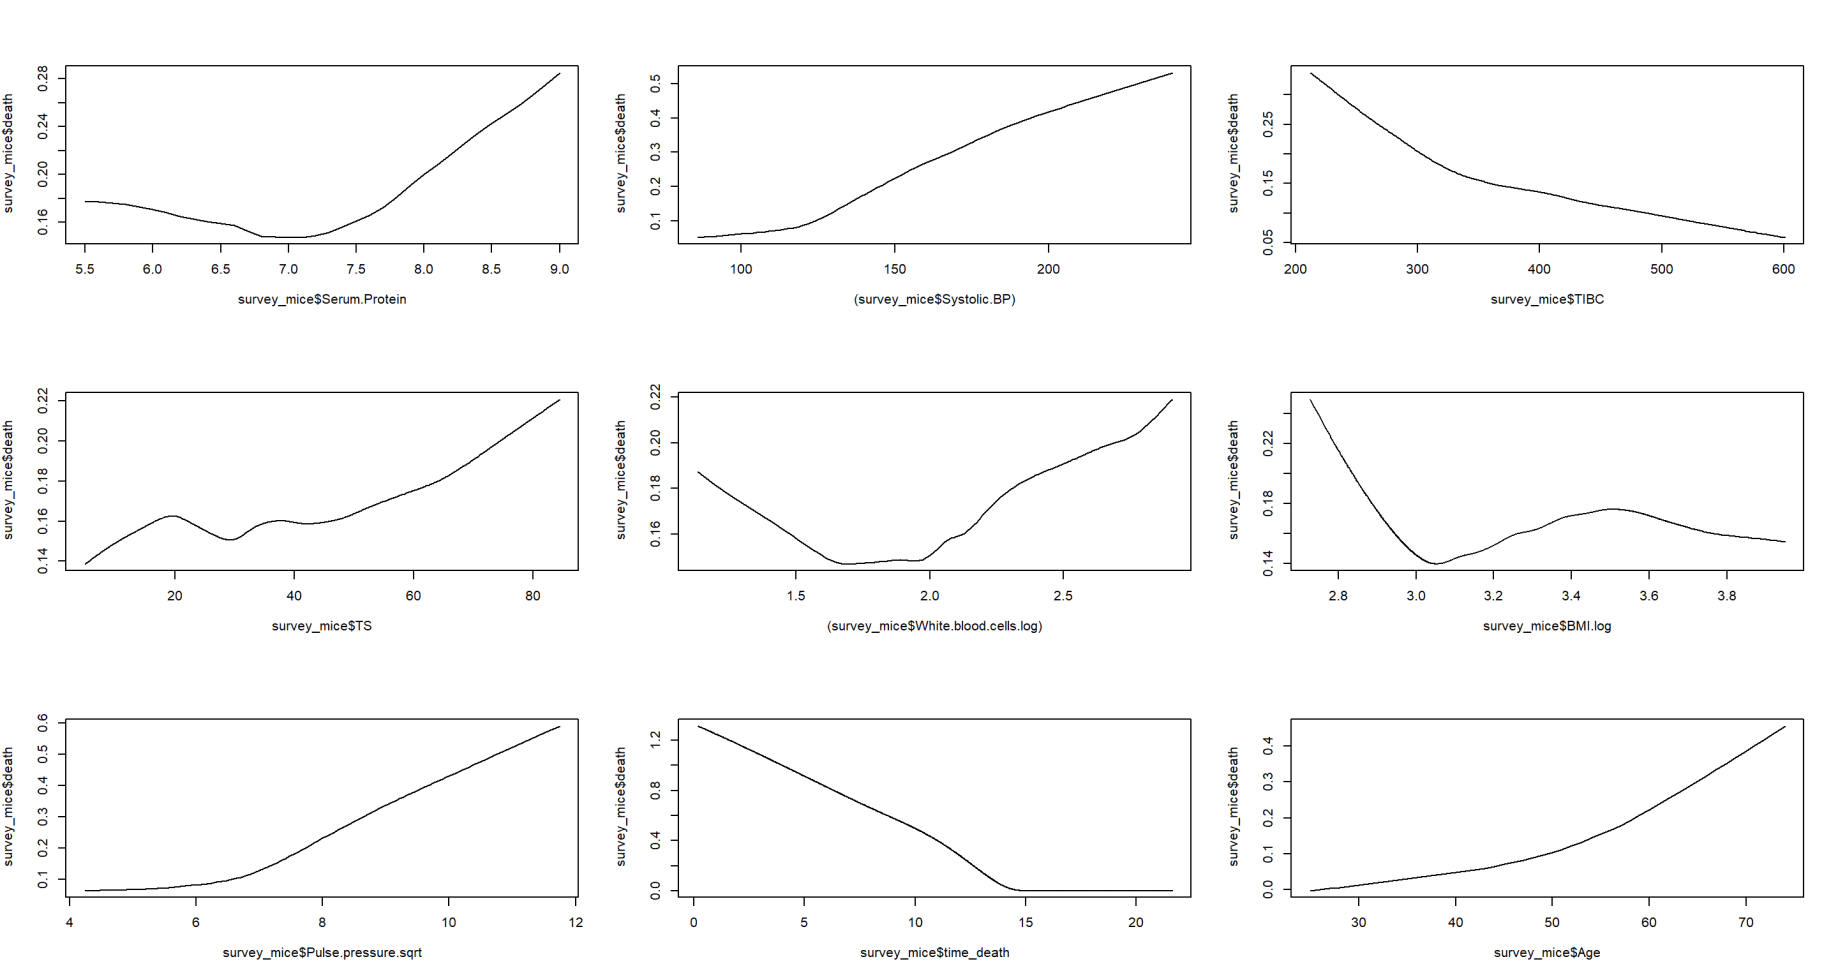 survey_mice$death
0.16 0.20 0.24 0.28
5.5 6.0 6.5 7.0 7.5 8.0 8.5 9.0
survey_mice$Serum.Protein
survey_mice$death
0.1 0.2 0.3 0.4 0.5
100 150 200
(survey_mice$Systolic.BP)
survey_mice$death
0.05 0.15 0.25
200 300 400 500 600
survey_mice$TIBC
survey_mice$death
0.14 0.16 0.18 0.20 0.22
20 40 60 80
survey_mice$TS
survey_mice$death
0.16 0.18 0.20 0.22
1.5 2.0 2.5
(survey_mice$White.blood.cells.log)
survey_mice$death
0.14 0.18 0.22
2.8 3.0 3.2 3.4 3.6 3.8
survey_mice$BMI.log
survey_mice$death
0.1 0.2 0.3 0.4 0.5 0.6
4 6 8 10 12
survey_mice$Pulse.pressure.sqrt
survey_mice$death
0.0 0.4 0.8 1.2
0 5 10 15 20
survey_mice$time_death
survey_mice$death
0.0 0.1 0.2 0.3 0.4
30 40 50 60 70
survey_mice$Age